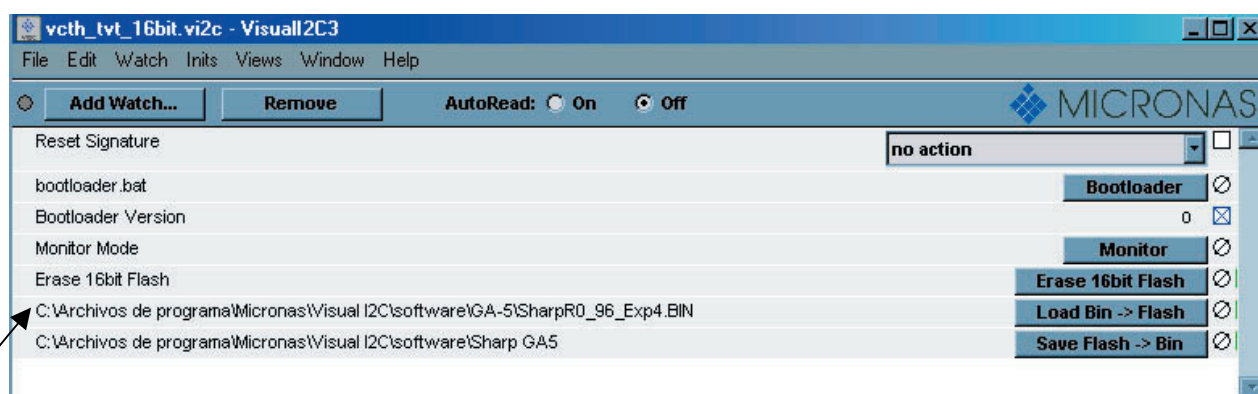 vcth_tvt_16bit.vi2c - VisualI2C3
File Edit Watch Inits Views Window Help
Add Watch... Remove AutoRead: On Off MICRONAS
Reset Signature no action
bootloader.bat Bootloader
Bootloader Version 0
Monitor Mode Monitor
Erase 16bit Flash Erase 16bit Flash
C:\Archivos de programa\Micronas\Visual I2C\software\GA-5\SharpR0_96_Exp4.BIN Load Bin -> Flash
C:\Archivos de programa\Micronas\Visual I2C\software\Sharp GA5 Save Flash -> Bin